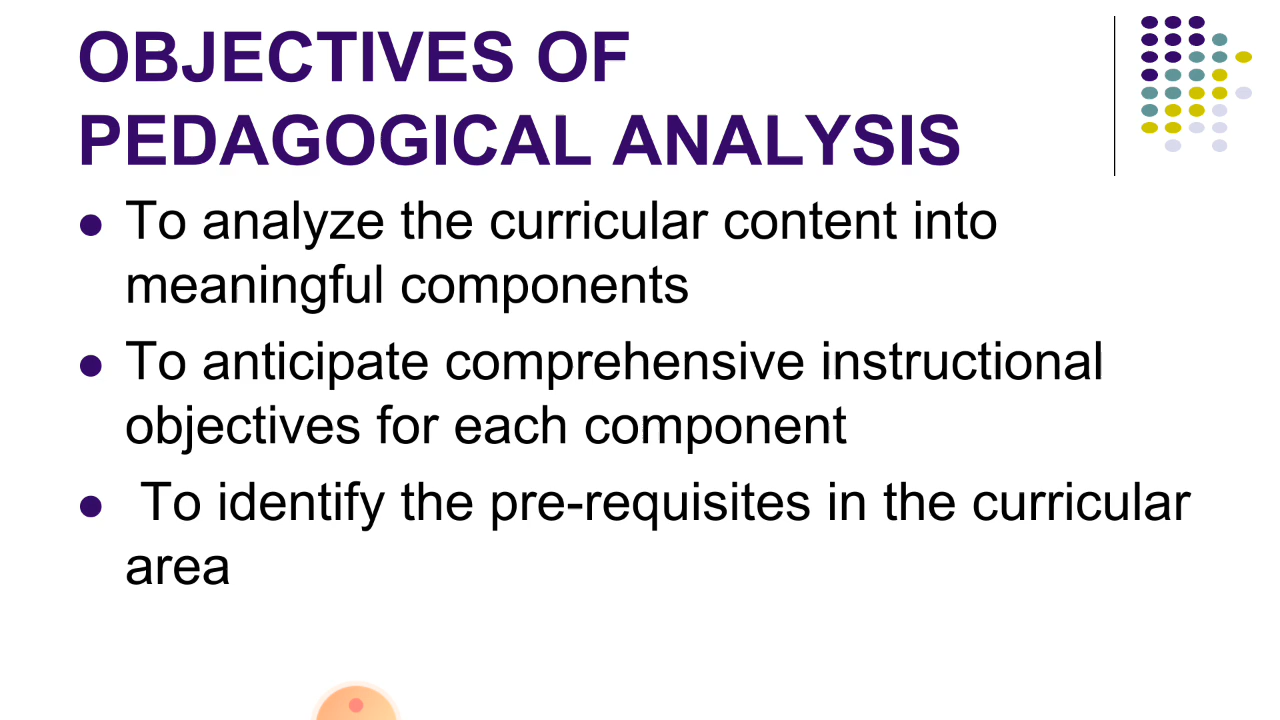 OBJECTIVES OF
PEDAGOGICAL ANALYSIS
To analyze the curricular content into
meaningful components
To anticipate comprehensive instructional
objectives for each component
To identify the pre-requisites in the curricular
area